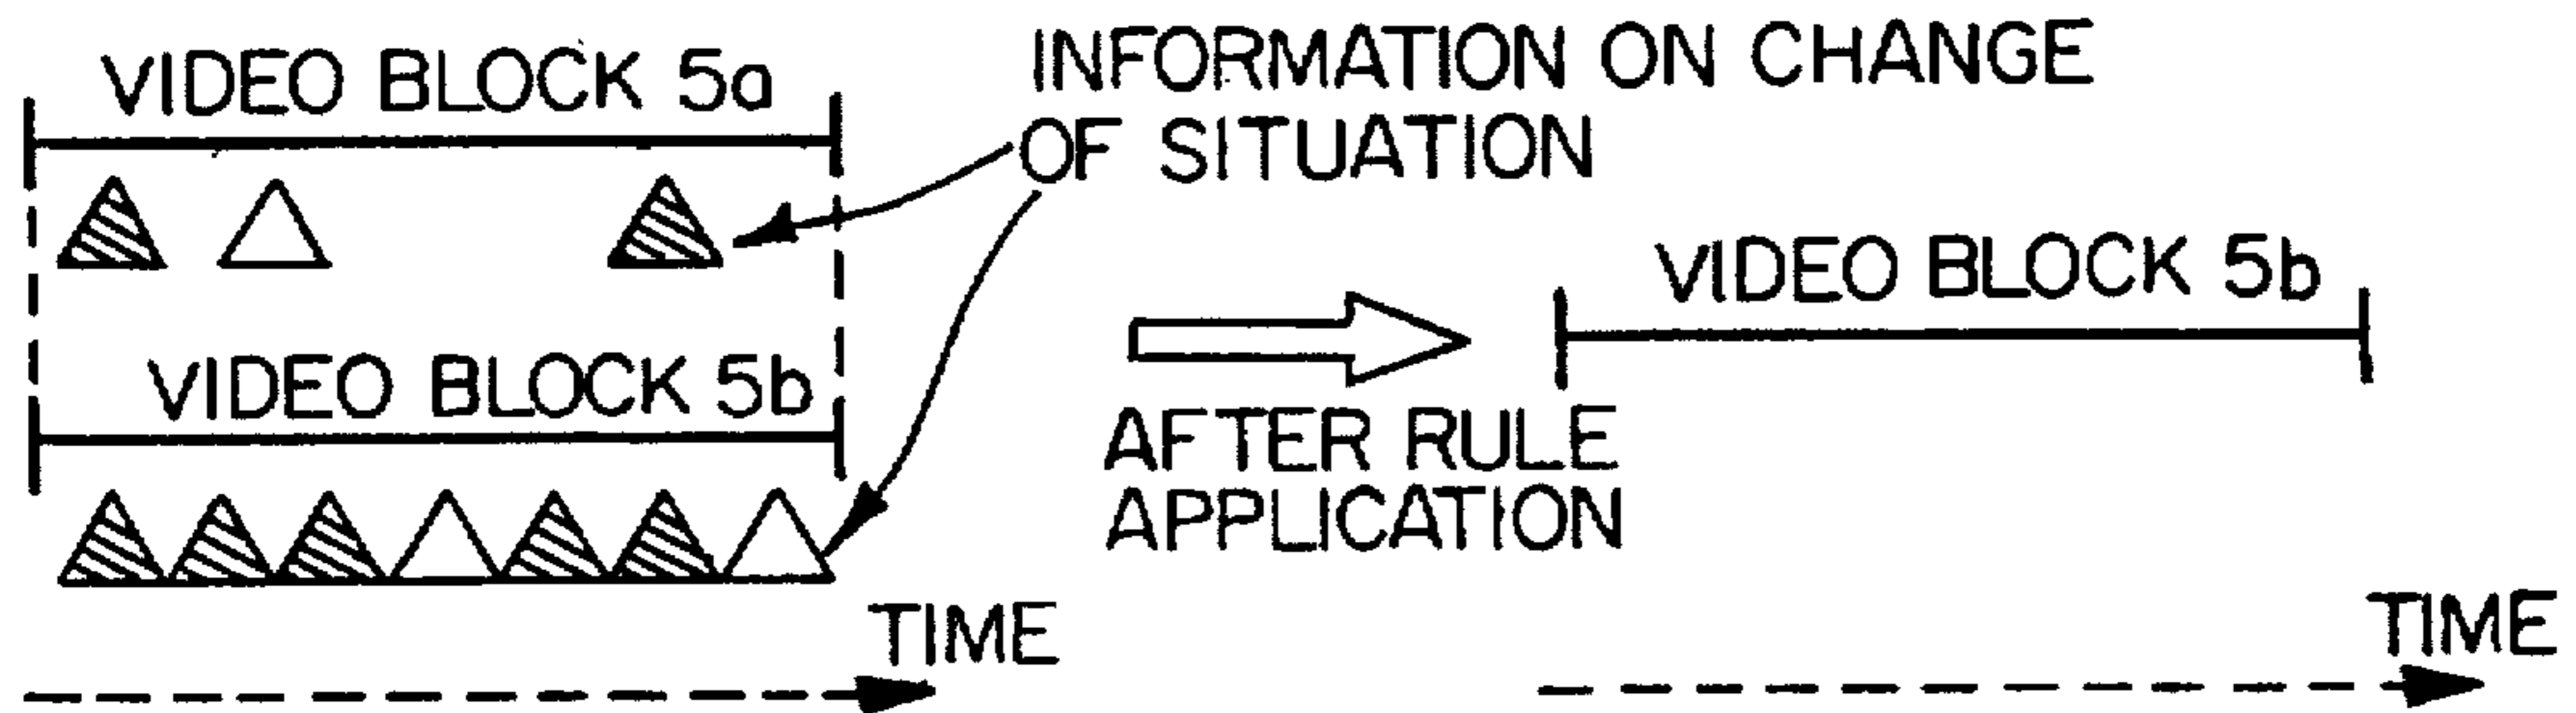 VIDEO BLOCK 5a
INFORMATION ON CHANGE
OF SITUATION
VIDEO BLOCK 5b
VIDEO BLOCK 5b
AFTER RULE
APPLICATION
TIME
TIME